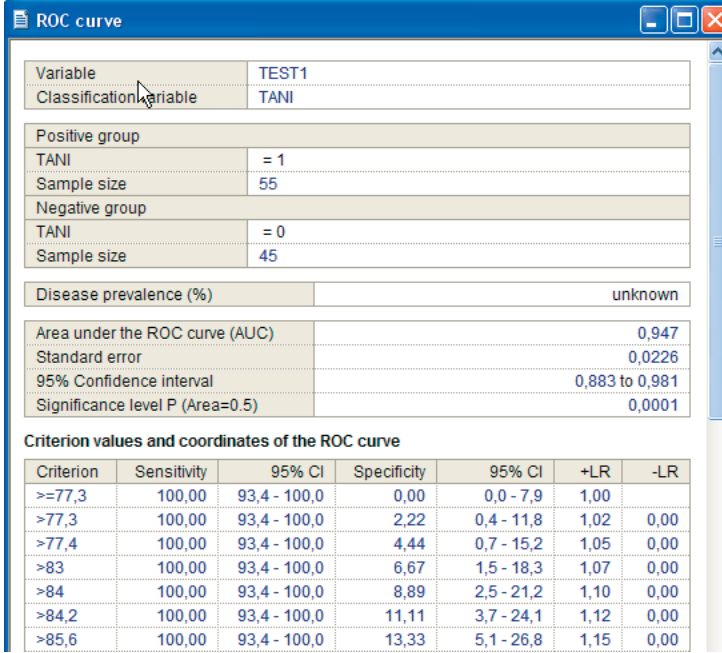 ROC curve
Variable TEST1
Classification variable TANI
Positive group
TANI = 1
Sample size 55
Negative group
TANI = 0
Sample size 45
Disease prevalence (%) unknown
Area under the ROC curve (AUC) 0,947
Standard error 0,0226
95% Confidence interval 0,883 to 0,981
Significance level P (Area=0.5) 0,0001
Criterion values and coordinates of the ROC curve
Criterion Sensitivity 95% CI Specificity 95% CI +LR -LR
>=77,3 100,00 93,4 - 100,0 0,00 0,0 - 7,9 1,00
>77,3 100,00 93,4 - 100,0 2,22 0,4 - 11,8 1,02 0,00
>77,4 100,00 93,4 - 100,0 4,44 0,7 - 15,2 1,05 0,00
>83 100,00 93,4 - 100,0 6,67 1,5 - 18,3 1,07 0,00
>84 100,00 93,4 - 100,0 8,89 2,5 - 21,2 1,10 0,00
>84,2 100,00 93,4 - 100,0 11,11 3,7 - 24,1 1,12 0,00
>85,6 100,00 93,4 - 100,0 13,33 5,1 - 26,8 1,15 0,00